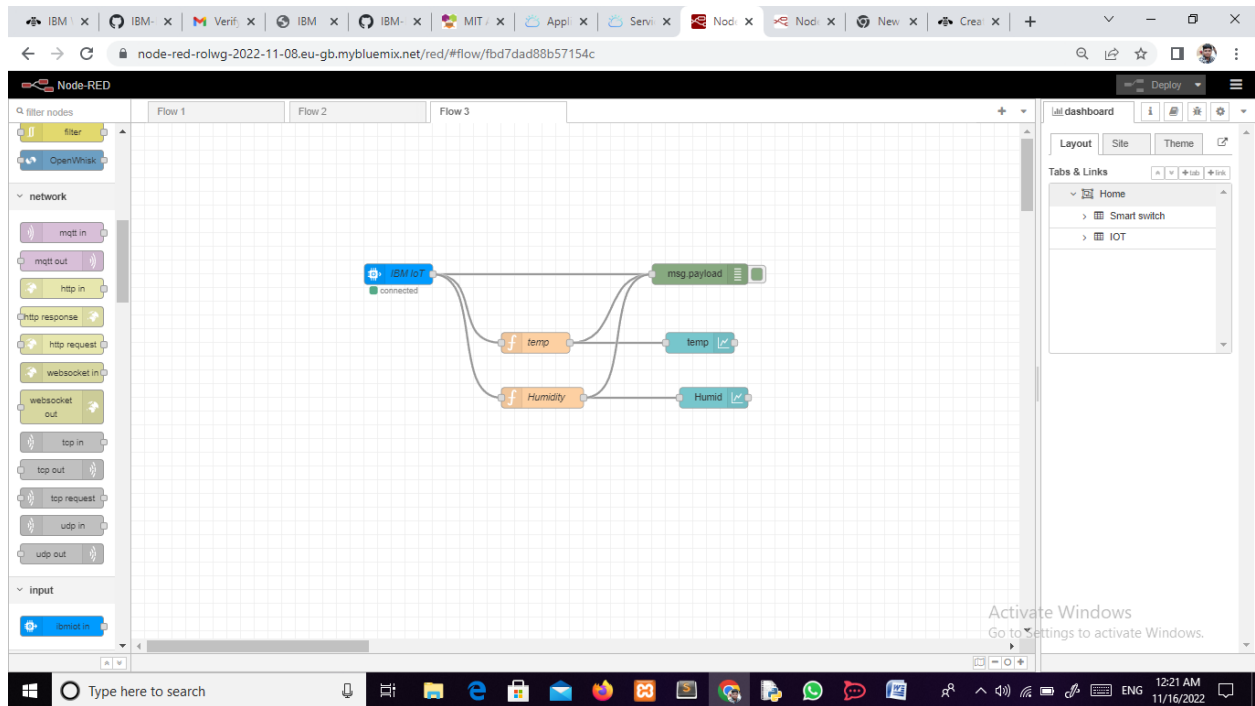 IBM W
IBM-
Verify
IBM
IBM-
MIT A
Appli
Servic
Node
Node
New
Creat
node-red-rolwg-2022-11-08.eu-gb.mybluemix.net/red/#flow/fbd7dad88b57154c
Node-RED
Deploy
filter nodes
Flow 1
Flow 2
Flow 3
dashboard
i
filter
OpenWhisk
Layout
Site
Theme
Tabs & Links
tab
link
network
Home
Smart switch
IOT
mqtt in
mqtt out
http in
http response
http request
websocket in
websocket
out
tcp in
tcp out
tcp request
udp in
udp out
input
ibmiot in
IBM IoT
connected
msg.payload
f
temp
temp
f
Humidity
Humid
Activate Windows
Go to Settings to activate Windows.
Type here to search
ENG
12:21 AM
11/16/2022